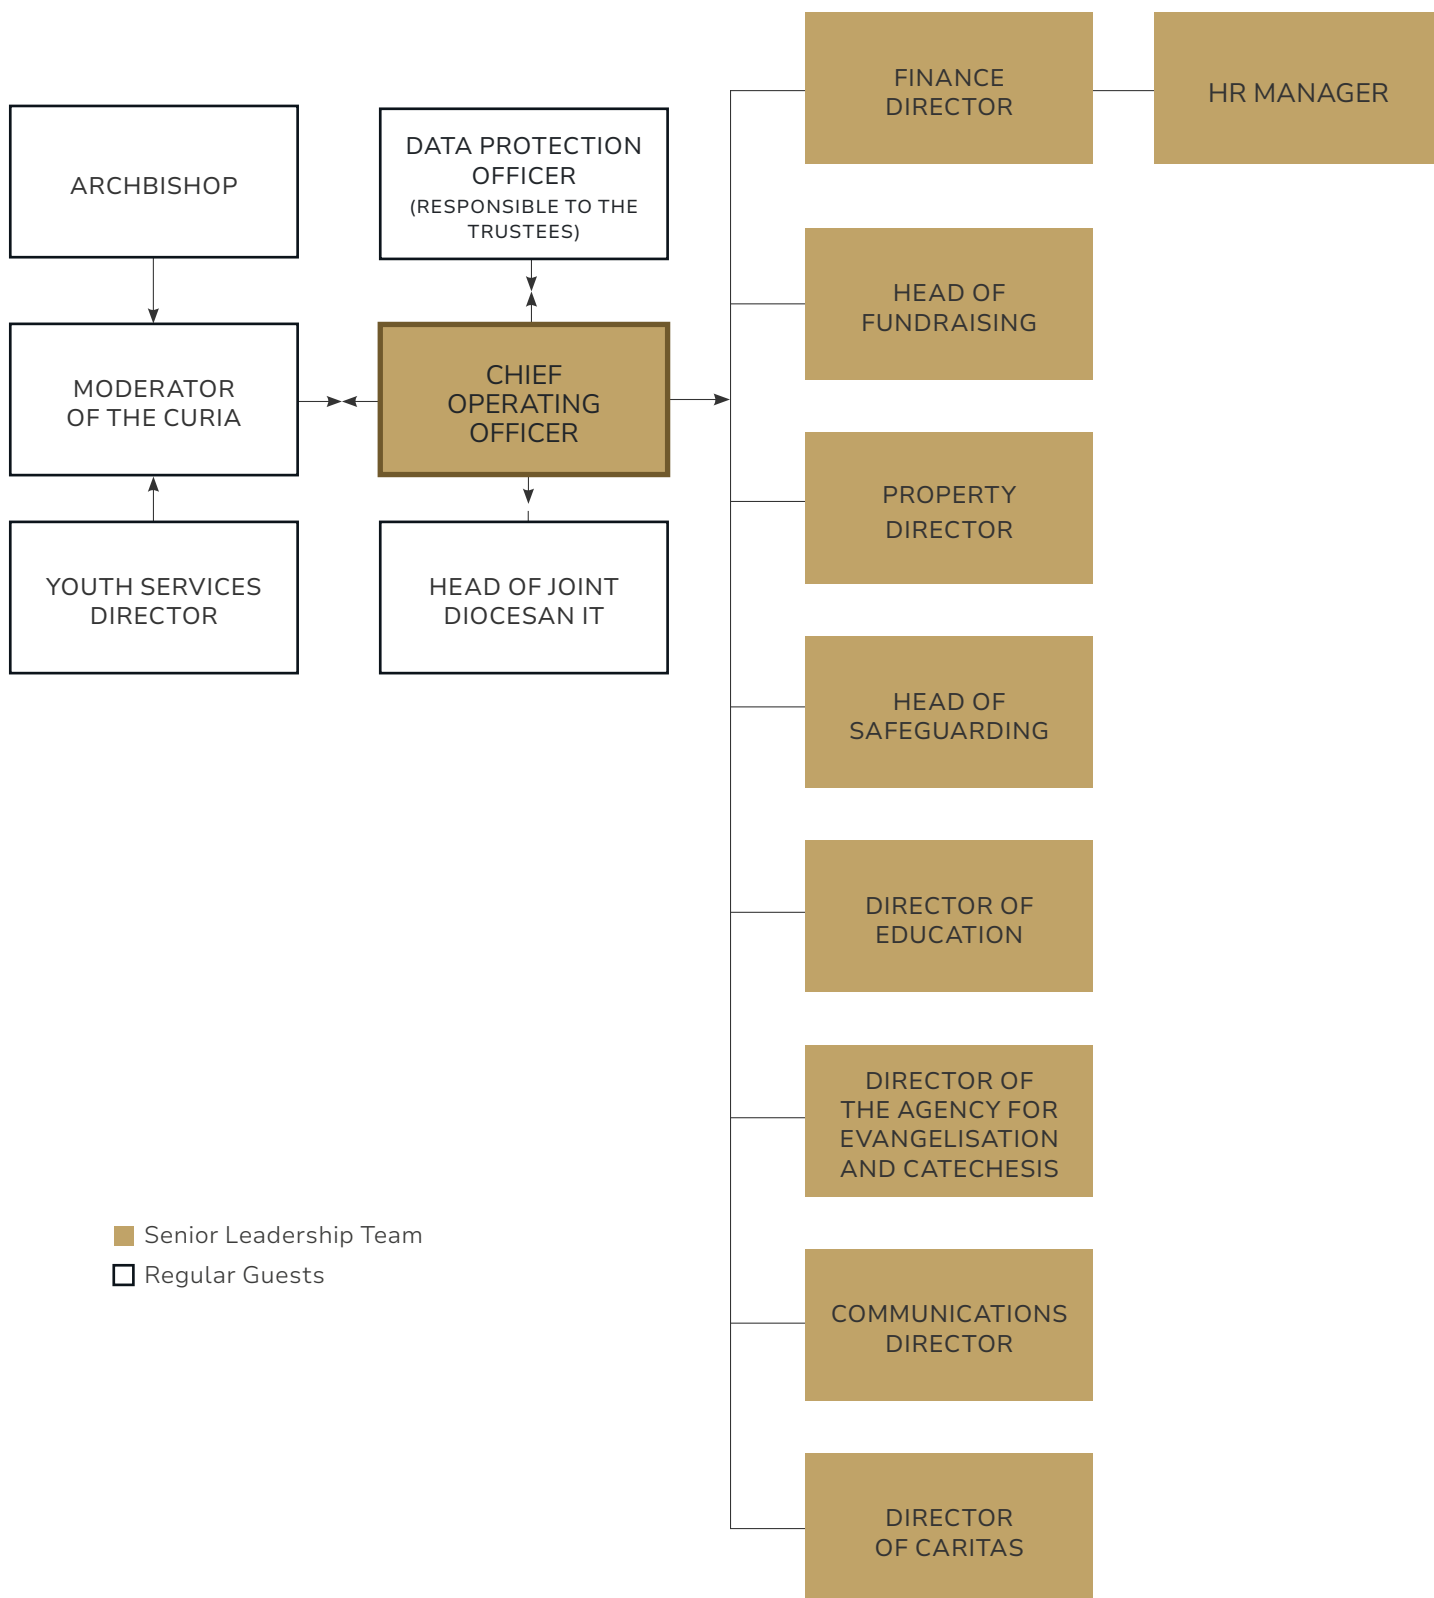 ARCHBISHOP
MODERATOR
OF THE CURIA
YOUTH SERVICES
DIRECTOR
DATA PROTECTION
OFFICER
(RESPONSIBLE TO THE
TRUSTEES)
CHIEF
OPERATING
OFFICER
HEAD OF JOINT
DIOCESAN IT
FINANCE
DIRECTOR
HR MANAGER
HEAD OF
FUNDRAISING
PROPERTY
DIRECTOR
HEAD OF
SAFEGUARDING
DIRECTOR OF
EDUCATION
DIRECTOR OF
THE AGENCY FOR
EVANGELISATION
AND CATECHESIS
COMMUNICATIONS
DIRECTOR
DIRECTOR
OF CARITAS
Senior Leadership Team
Regular Guests